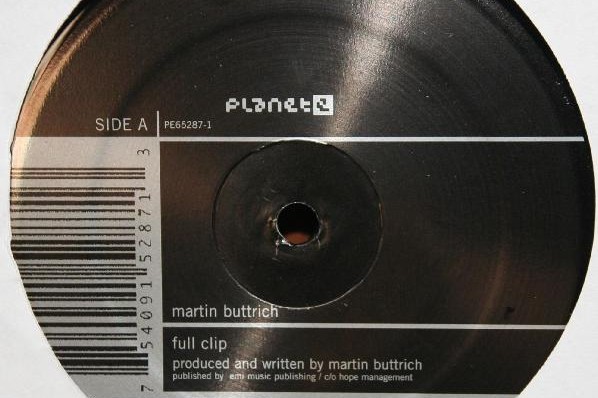 planet e
SIDE A PE65287-1
7 54091 52871 3
martin buttrich
full clip
produced and written by martin buttrich
published by emi music publishing / c/o hope management